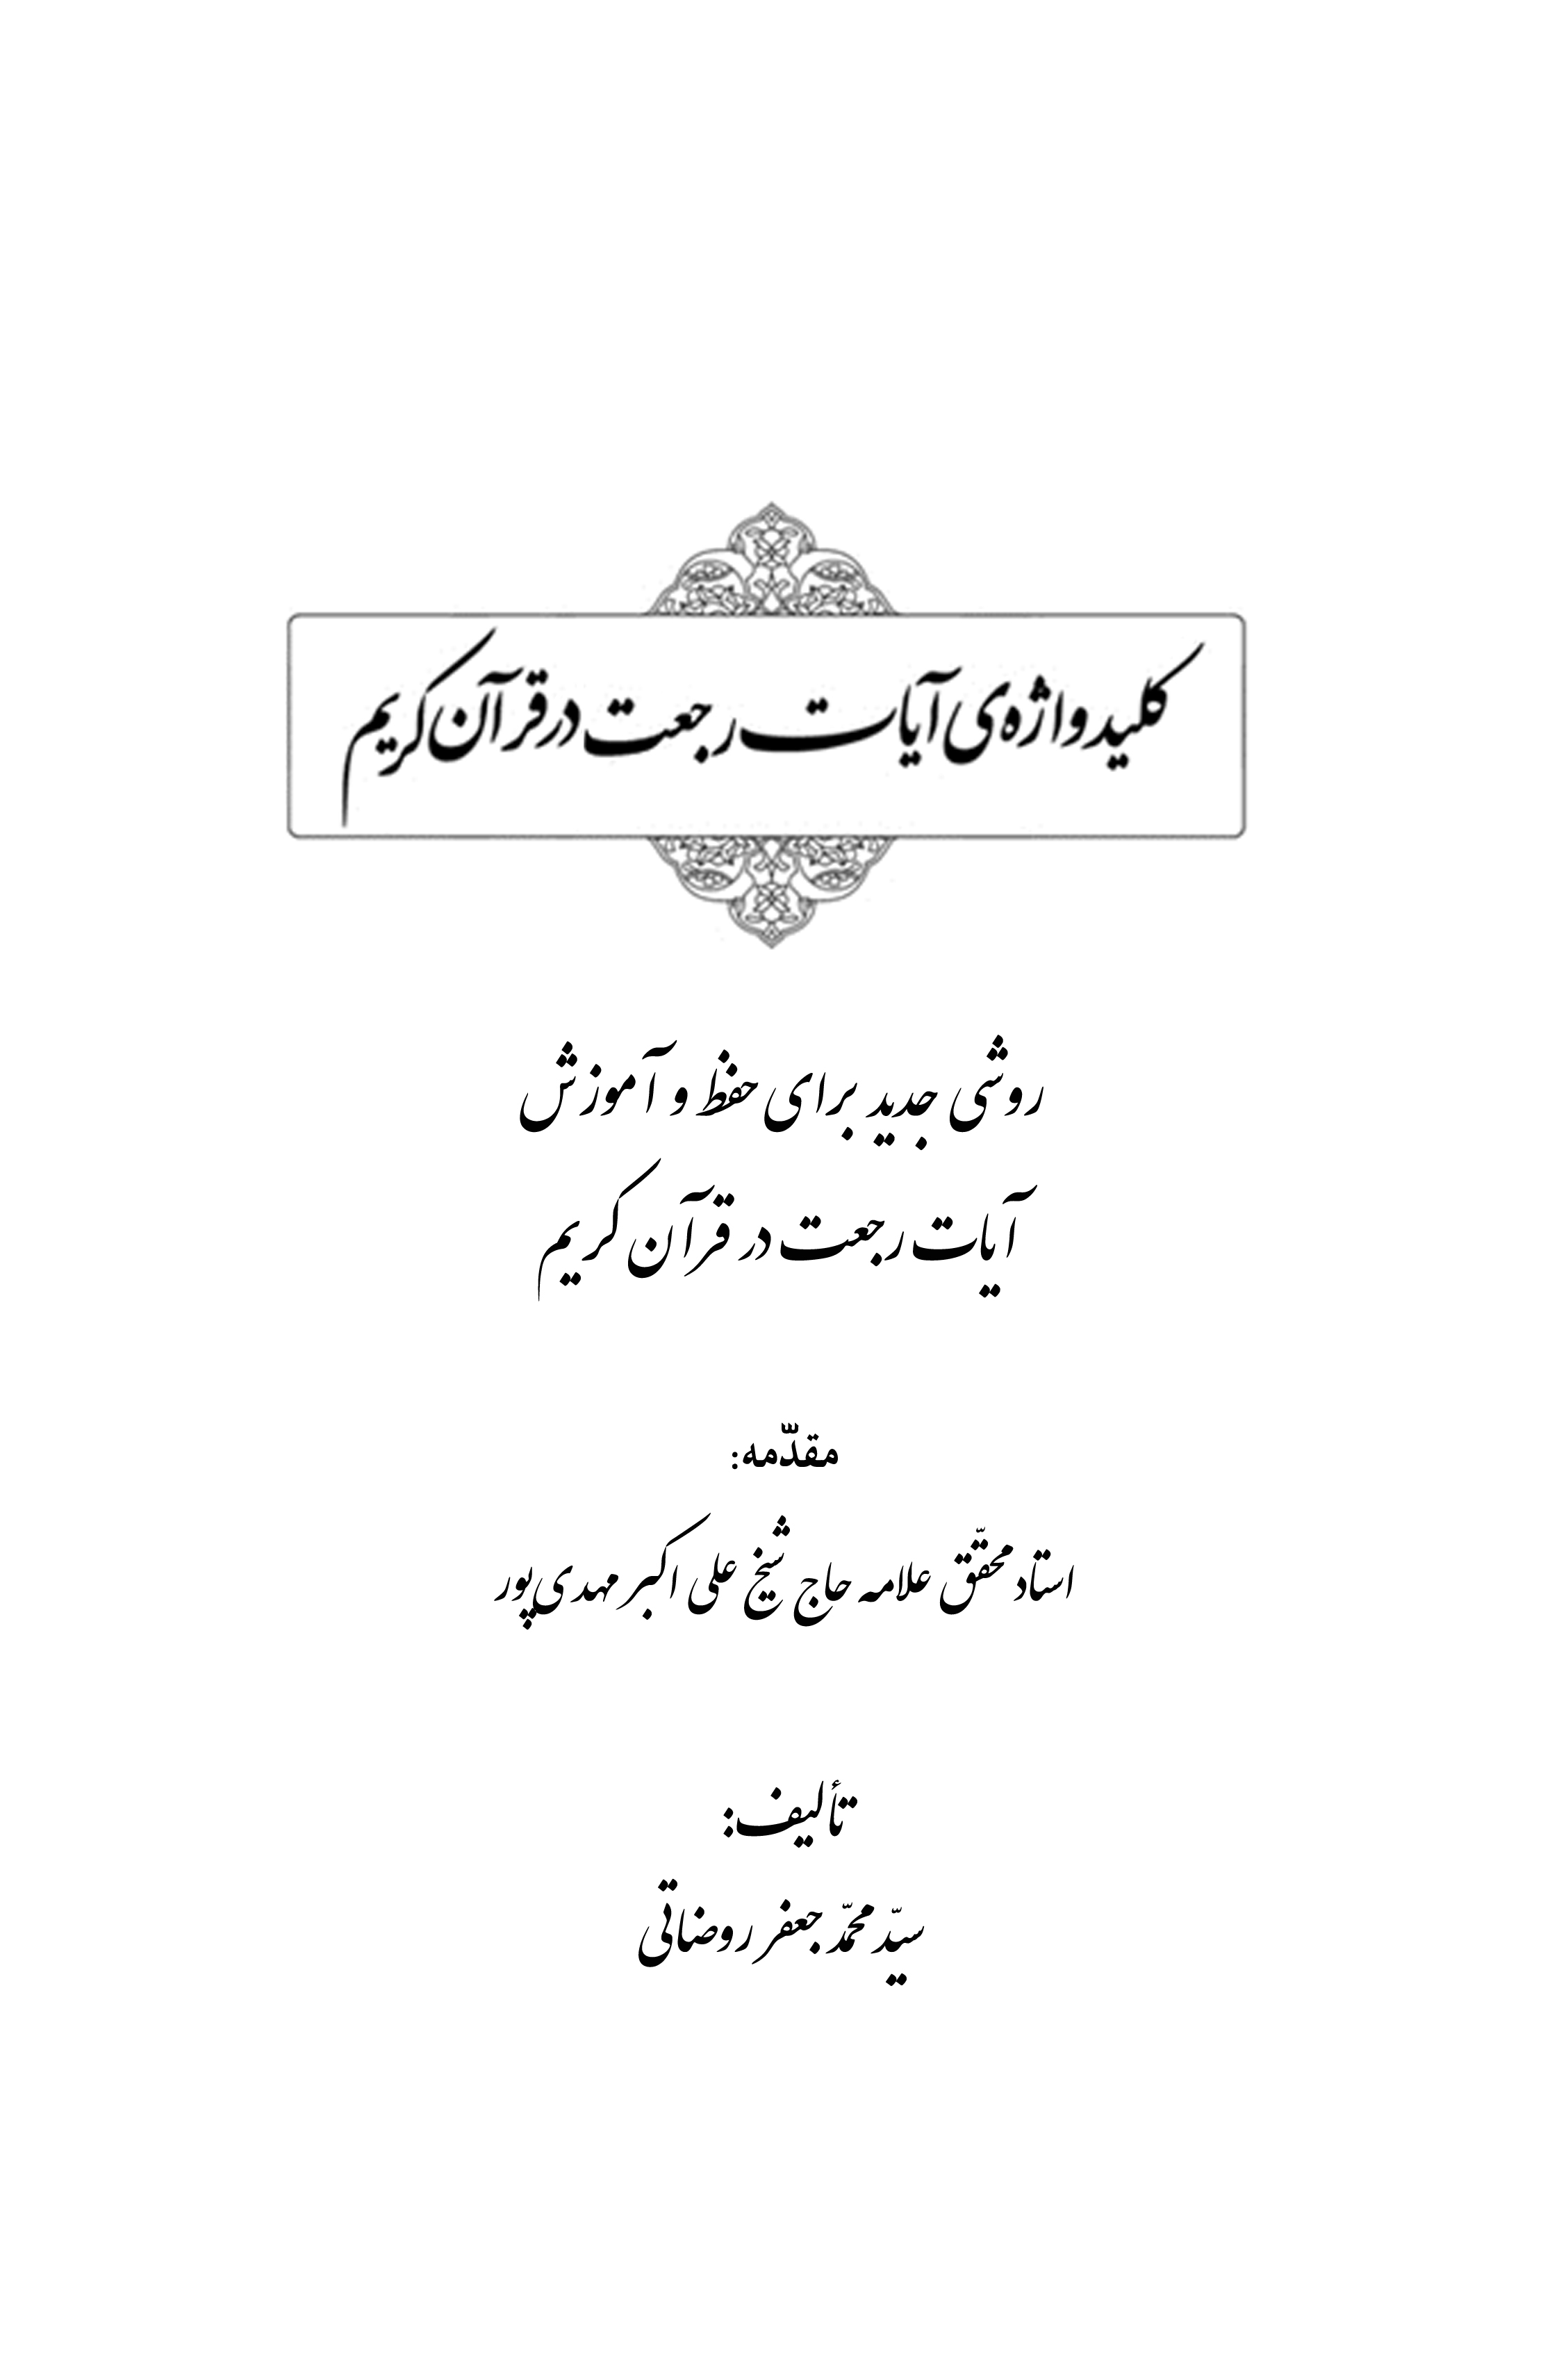 کلیدواژه‌ی آیات رجعت در قرآن کریم
روشی جدید برای حفظ و آموزش
آیات رجعت در قرآن کریم
مقدّمه:
استاد محقّق علامه حاج شیخ علی اکبر مهدی‌پور
تألیف:
سیّد محمّد جعفر روضاتی